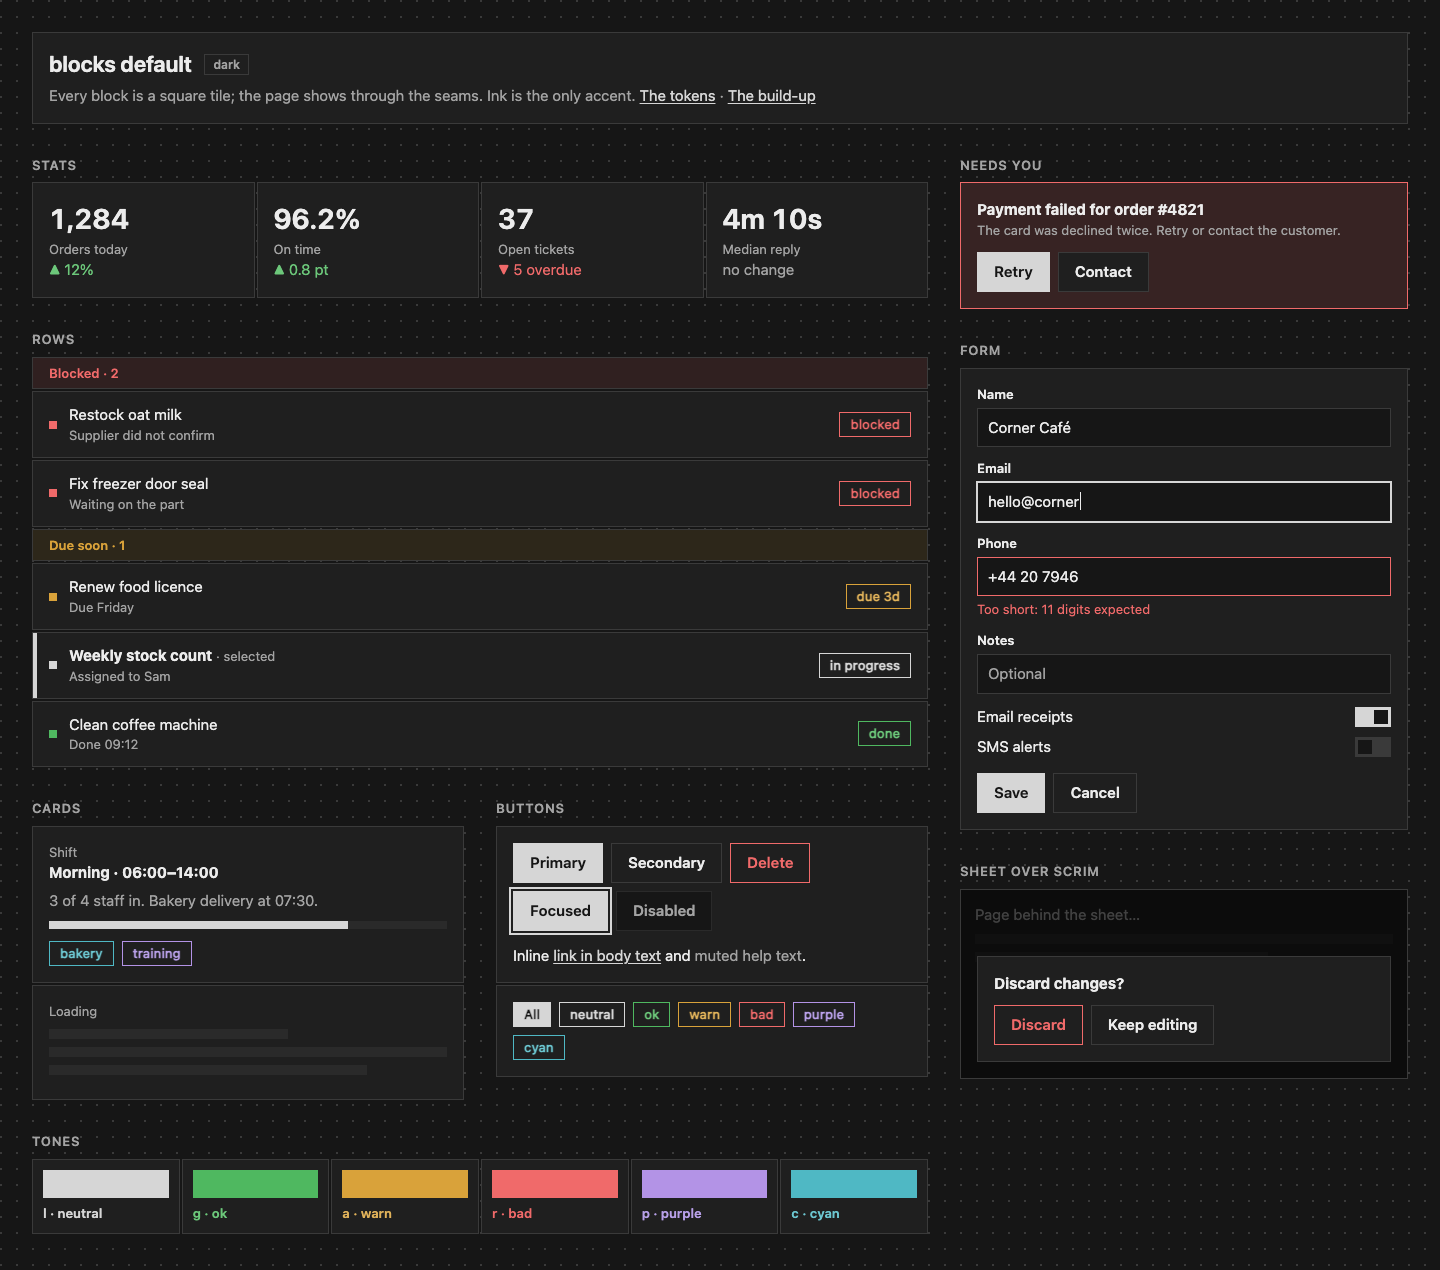 blocks default dark
Every block is a square tile; the page shows through the seams. Ink is the only accent. The tokens · The build-up
STATS
1,284
Orders today
▲ 12%
96.2%
On time
▲ 0.8 pt
37
Open tickets
▼ 5 overdue
4m 10s
Median reply
no change
ROWS
Blocked · 2
Restock oat milk
Supplier did not confirm
blocked
Fix freezer door seal
Waiting on the part
blocked
Due soon · 1
Renew food licence
Due Friday
due 3d
Weekly stock count · selected
Assigned to Sam
in progress
Clean coffee machine
Done 09:12
done
CARDS
Shift
Morning · 06:00–14:00
3 of 4 staff in. Bakery delivery at 07:30.
bakery training
Loading
BUTTONS
Primary Secondary Delete
Focused Disabled
Inline link in body text and muted help text.
All neutral ok warn bad purple
cyan
TONES
l · neutral
g · ok
a · warn
r · bad
p · purple
c · cyan
NEEDS YOU
Payment failed for order #4821
The card was declined twice. Retry or contact the customer.
Retry Contact
FORM
Name
Corner Café
Email
hello@corner
Phone
+44 20 7946
Too short: 11 digits expected
Notes
Optional
Email receipts
SMS alerts
Save Cancel
SHEET OVER SCRIM
Page behind the sheet…
Discard changes?
Discard Keep editing